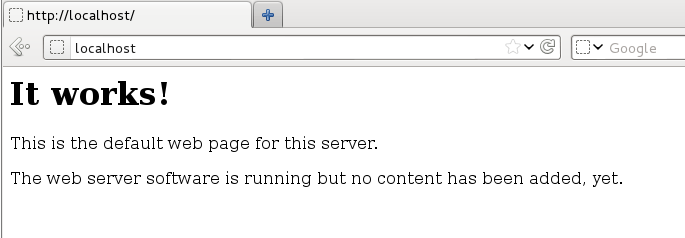 http://localhost/
localhost
Google
It works!
This is the default web page for this server.
The web server software is running but no content has been added, yet.